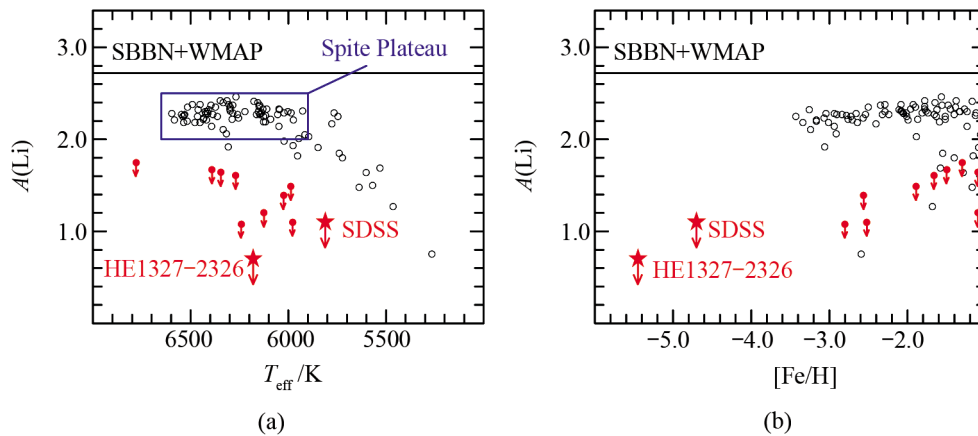 3.0
SBBN+WMAP
Spite Plateau
2.0
A(Li)
1.0
SDSS
HE1327−2326
6500 6000 5500
T_eff /K
(a)
3.0
SBBN+WMAP
2.0
A(Li)
1.0
SDSS
HE1327−2326
−5.0 −4.0 −3.0 −2.0
[Fe/H]
(b)